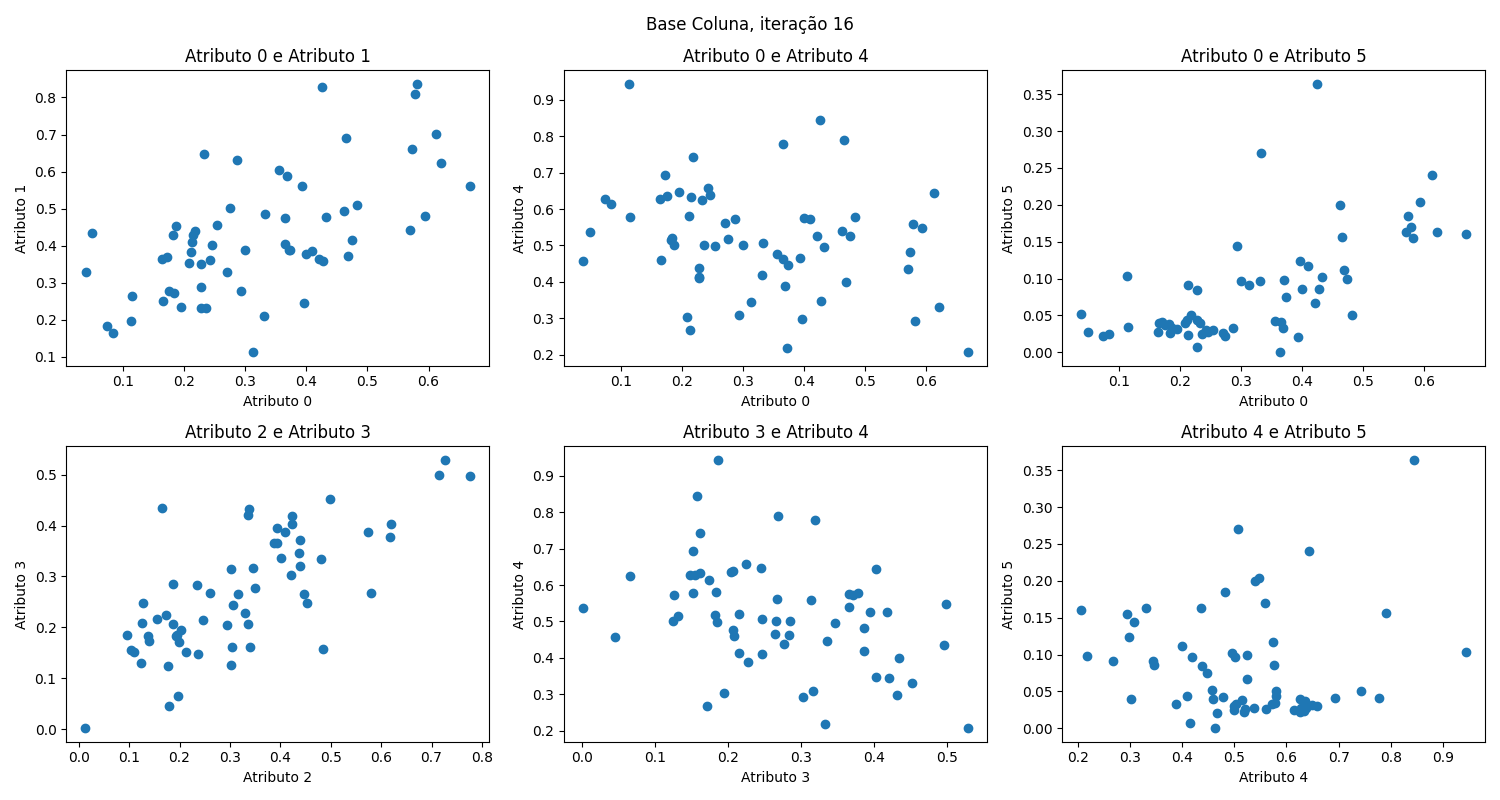 Base Coluna, iteração 16
Atributo 0 e Atributo 1
Atributo 1
0.8
0.7
0.6
0.5
0.4
0.3
0.2
0.1
0.1 0.2 0.3 0.4 0.5 0.6
Atributo 0
Atributo 0 e Atributo 4
Atributo 4
0.9
0.8
0.7
0.6
0.5
0.4
0.3
0.2
0.1 0.2 0.3 0.4 0.5 0.6
Atributo 0
Atributo 0 e Atributo 5
Atributo 5
0.35
0.30
0.25
0.20
0.15
0.10
0.05
0.00
0.1 0.2 0.3 0.4 0.5 0.6
Atributo 0
Atributo 2 e Atributo 3
Atributo 3
0.5
0.4
0.3
0.2
0.1
0.0
0.0 0.1 0.2 0.3 0.4 0.5 0.6 0.7 0.8
Atributo 2
Atributo 3 e Atributo 4
Atributo 4
0.9
0.8
0.7
0.6
0.5
0.4
0.3
0.2
0.0 0.1 0.2 0.3 0.4 0.5
Atributo 3
Atributo 4 e Atributo 5
Atributo 5
0.35
0.30
0.25
0.20
0.15
0.10
0.05
0.00
0.2 0.3 0.4 0.5 0.6 0.7 0.8 0.9
Atributo 4